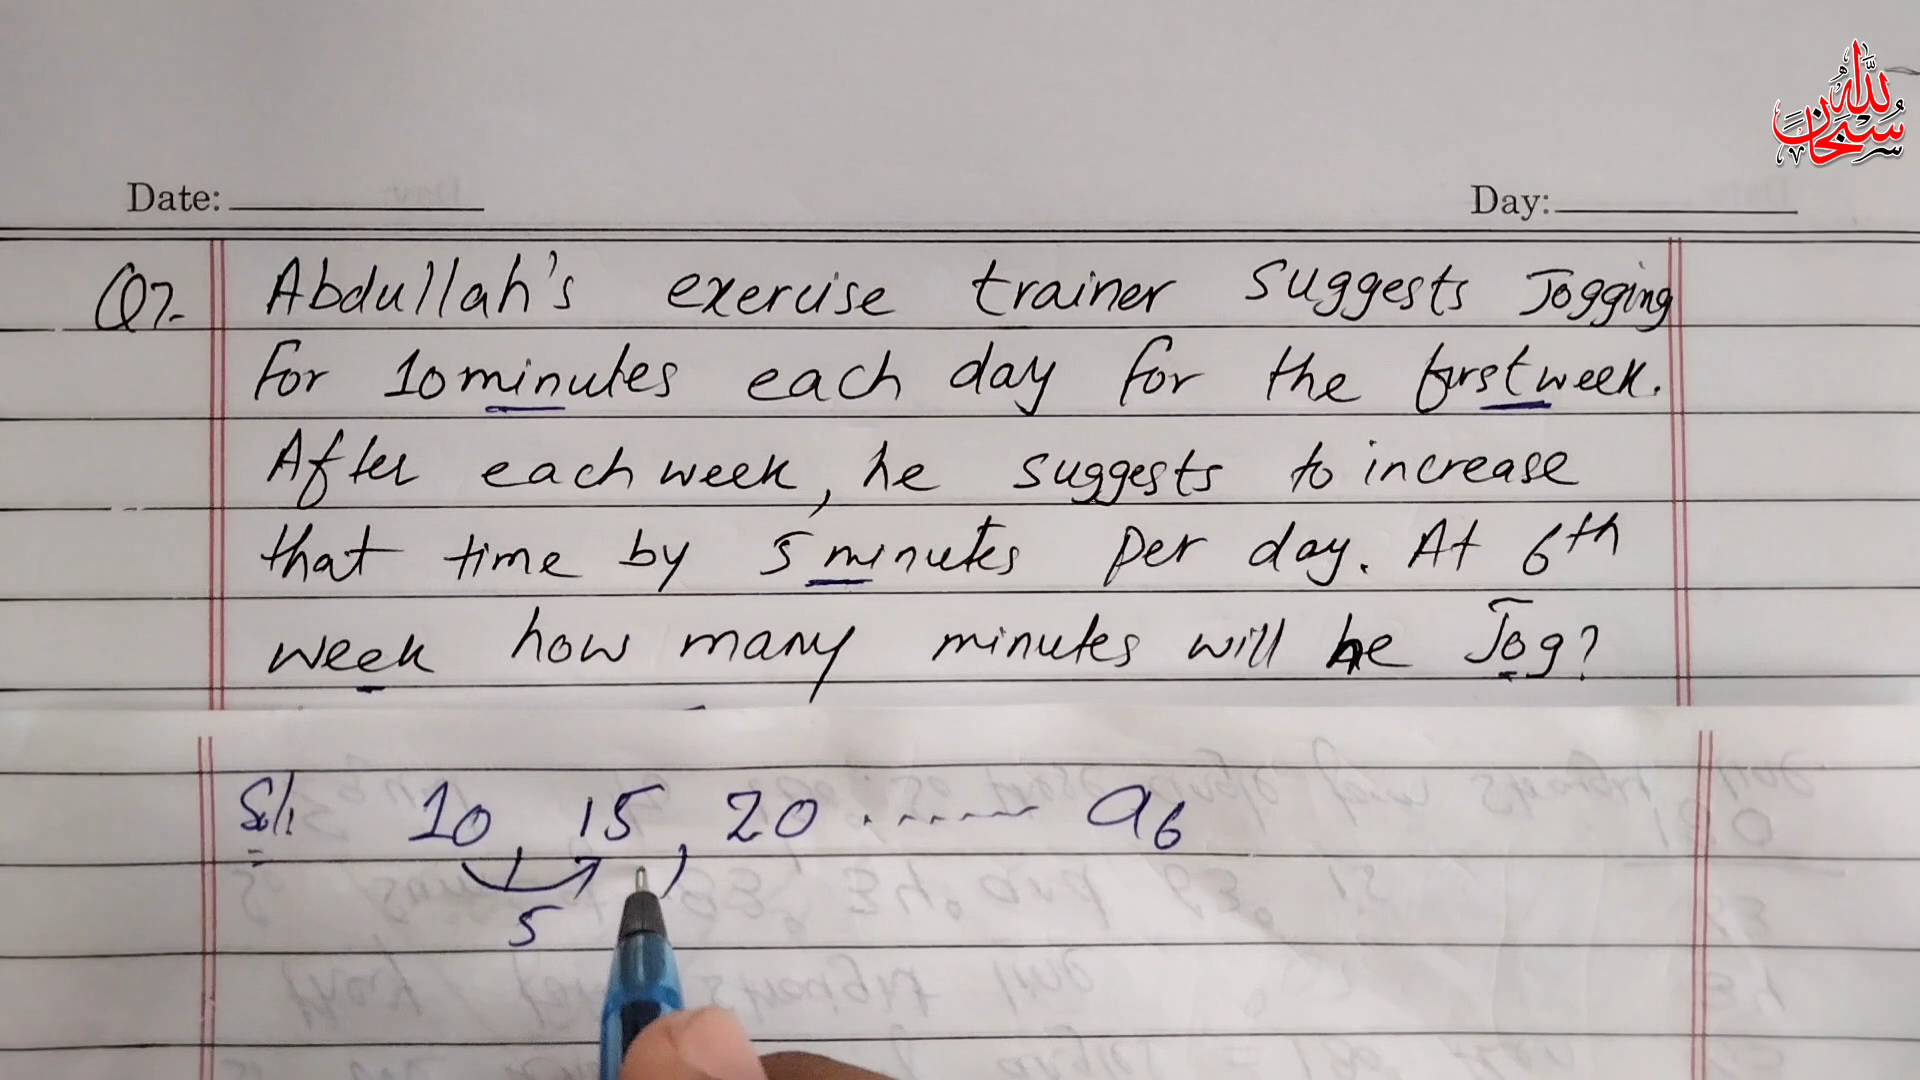 سُبْحَانَ اللّٰه
Date:
Day:
Q7.
Abdullah's exercise trainer suggests Jogging
For 10 minutes each day for the first week.
After each week, he suggests to increase
that time by 5 minutes per day. At 6th
week how many minutes will he Jog?
Sol:
10, 15, 20 ...... a₆
5